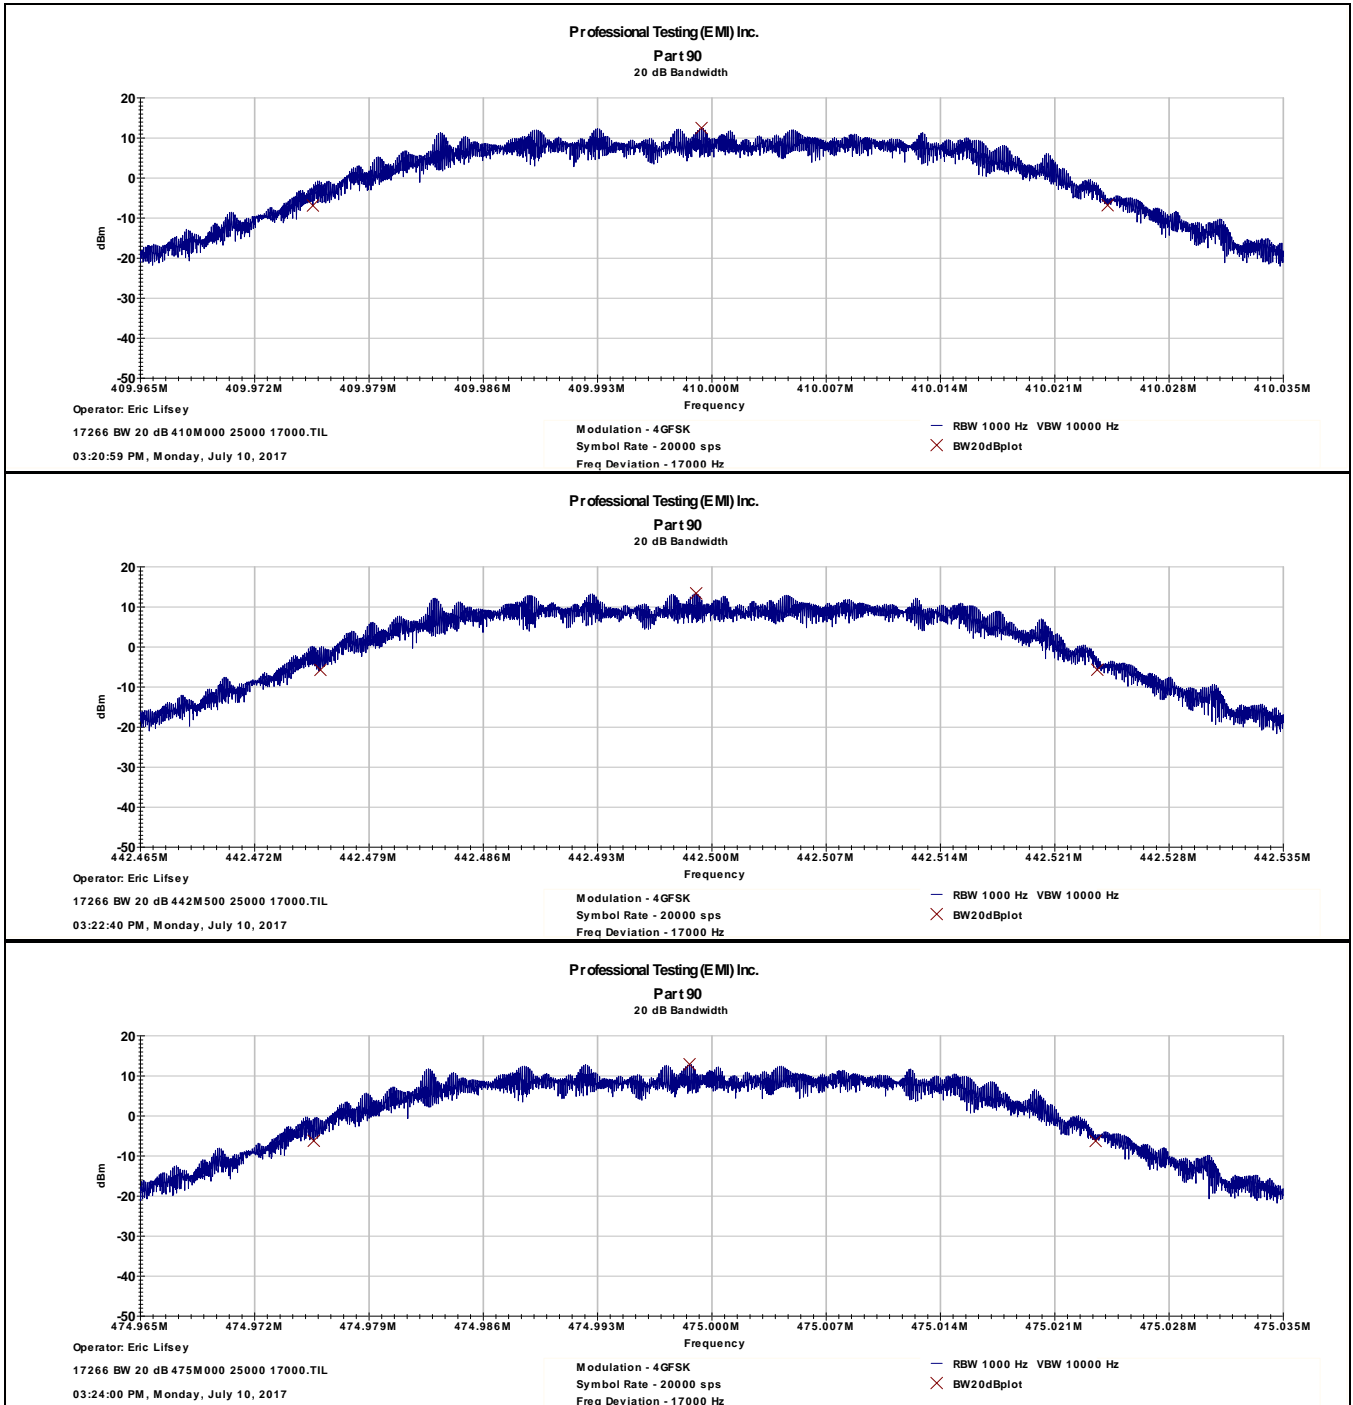 Professional Testing (EMI) Inc.
Part 90
20 dB Bandwidth
20
10
0
-10
-20
-30
-40
-50
dBm
409.965M 409.972M 409.979M 409.986M 409.993M 410.000M 410.007M 410.014M 410.021M 410.028M 410.035M
Frequency
Operator: Eric Lifsey
17266 BW 20 dB 410M000 25000 17000.TIL
03:20:59 PM, Monday, July 10, 2017
Modulation - 4GFSK
Symbol Rate - 20000 sps
Freq Deviation - 17000 Hz
RBW 1000 Hz VBW 10000 Hz
BW20dBplot
Professional Testing (EMI) Inc.
Part 90
20 dB Bandwidth
20
10
0
-10
-20
-30
-40
-50
dBm
442.465M 442.472M 442.479M 442.486M 442.493M 442.500M 442.507M 442.514M 442.521M 442.528M 442.535M
Frequency
Operator: Eric Lifsey
17266 BW 20 dB 442M500 25000 17000.TIL
03:22:40 PM, Monday, July 10, 2017
Modulation - 4GFSK
Symbol Rate - 20000 sps
Freq Deviation - 17000 Hz
RBW 1000 Hz VBW 10000 Hz
BW20dBplot
Professional Testing (EMI) Inc.
Part 90
20 dB Bandwidth
20
10
0
-10
-20
-30
-40
-50
dBm
474.965M 474.972M 474.979M 474.986M 474.993M 475.000M 475.007M 475.014M 475.021M 475.028M 475.035M
Frequency
Operator: Eric Lifsey
17266 BW 20 dB 475M000 25000 17000.TIL
03:24:00 PM, Monday, July 10, 2017
Modulation - 4GFSK
Symbol Rate - 20000 sps
Freq Deviation - 17000 Hz
RBW 1000 Hz VBW 10000 Hz
BW20dBplot